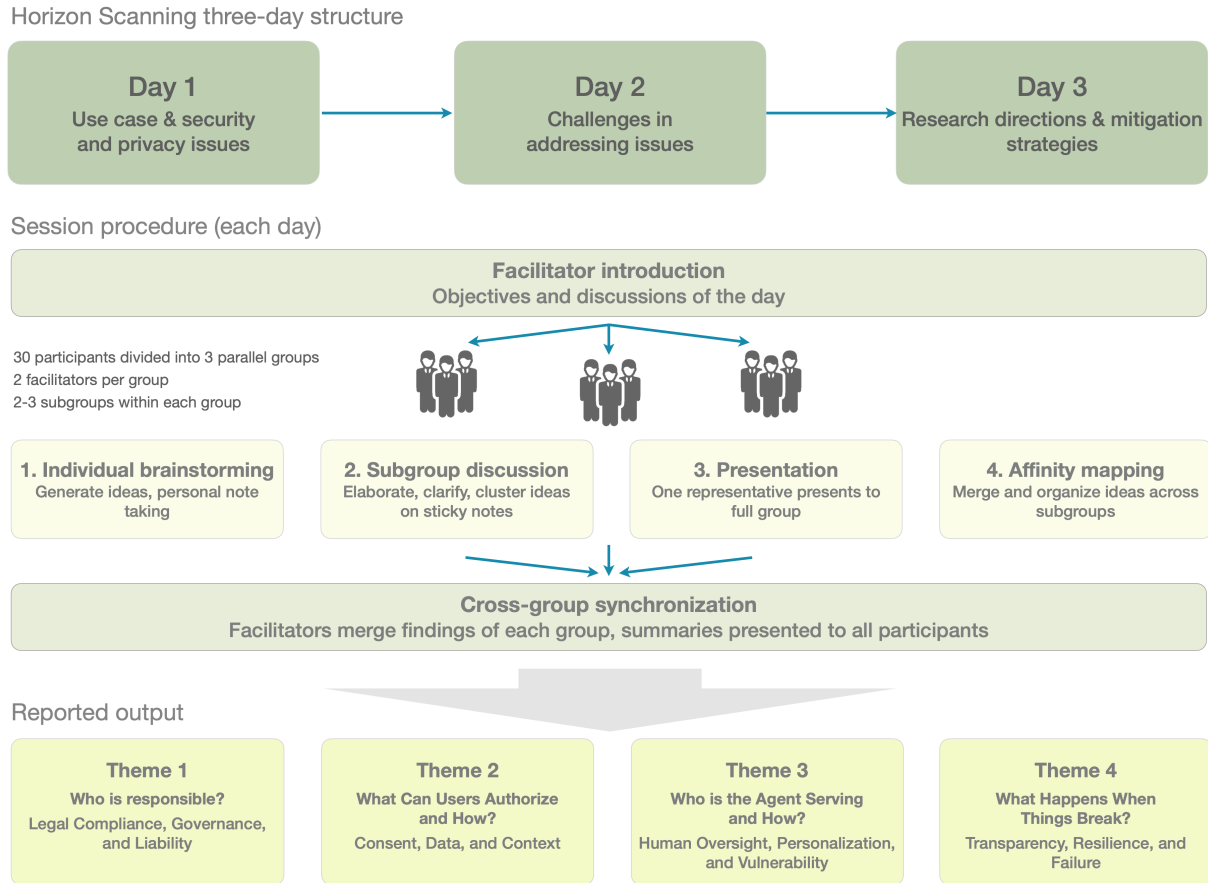 Horizon Scanning three-day structure
Day 1
Use case & security
and privacy issues
Day 2
Challenges in
addressing issues
Day 3
Research directions & mitigation
strategies
Session procedure (each day)
Facilitator introduction
Objectives and discussions of the day
30 participants divided into 3 parallel groups
2 facilitators per group
2-3 subgroups within each group
1. Individual brainstorming
Generate ideas, personal note
taking
2. Subgroup discussion
Elaborate, clarify, cluster ideas
on sticky notes
3. Presentation
One representative presents to
full group
4. Affinity mapping
Merge and organize ideas across
subgroups
Cross-group synchronization
Facilitators merge findings of each group, summaries presented to all participants
Reported output
Theme 1
Who is responsible?
Legal Compliance, Governance,
and Liability
Theme 2
What Can Users Authorize
and How?
Consent, Data, and Context
Theme 3
Who is the Agent Serving
and How?
Human Oversight, Personalization,
and Vulnerability
Theme 4
What Happens When
Things Break?
Transparency, Resilience, and
Failure